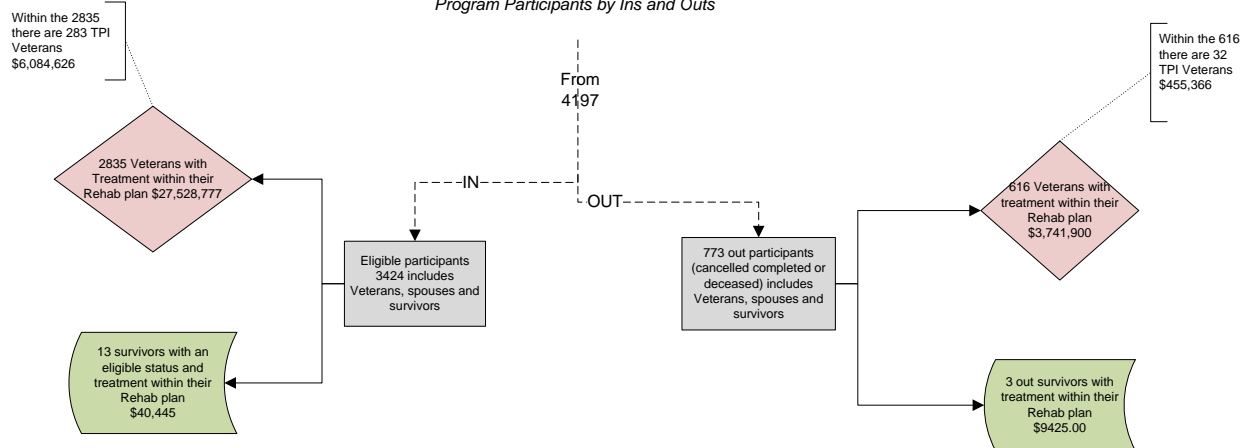 Program Participants by Ins and Outs
Within the 2835
there are 283 TPI
Veterans
$6,084,626
Within the 616
there are 32
TPI Veterans
$455,366
From
4197
2835 Veterans with
Treatment within their
Rehab plan $27,528,777
IN
OUT
616 Veterans with
treatment within their
Rehab plan
$3,741,900
Eligible participants
3424 includes
Veterans, spouses and
survivors
773 out participants
(cancelled completed or
deceased) includes
Veterans, spouses and
survivors
13 survivors with an
eligible status and
treatment within their
Rehab plan
$40,445
3 out survivors with
treatment within their
Rehab plan
$9425.00